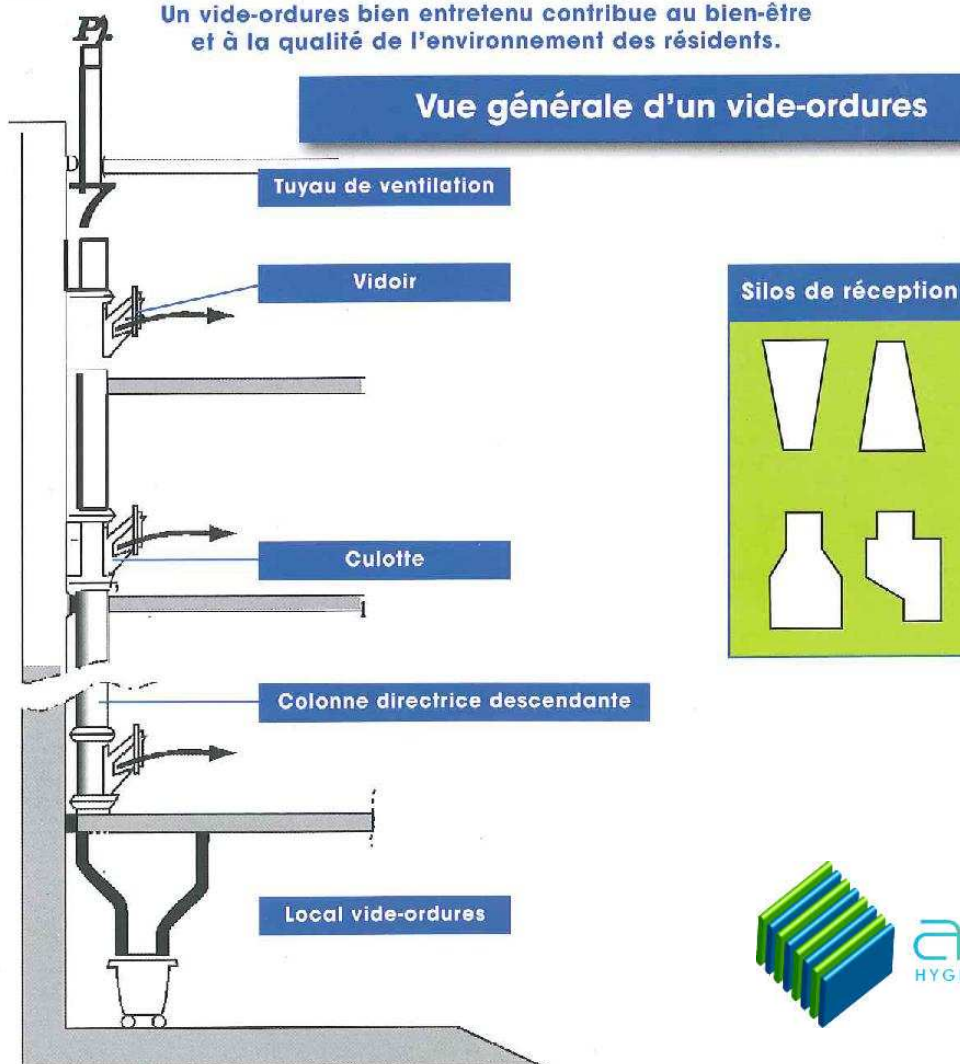 Un vide-ordures bien entretenu contribue au bien-être
et à la qualité de l'environnement des résidents.
Vue générale d'un vide-ordures
Tuyau de ventilation
Vidoir
Silos de réception
Culotte
Colonne directrice descendante
Local vide-ordures